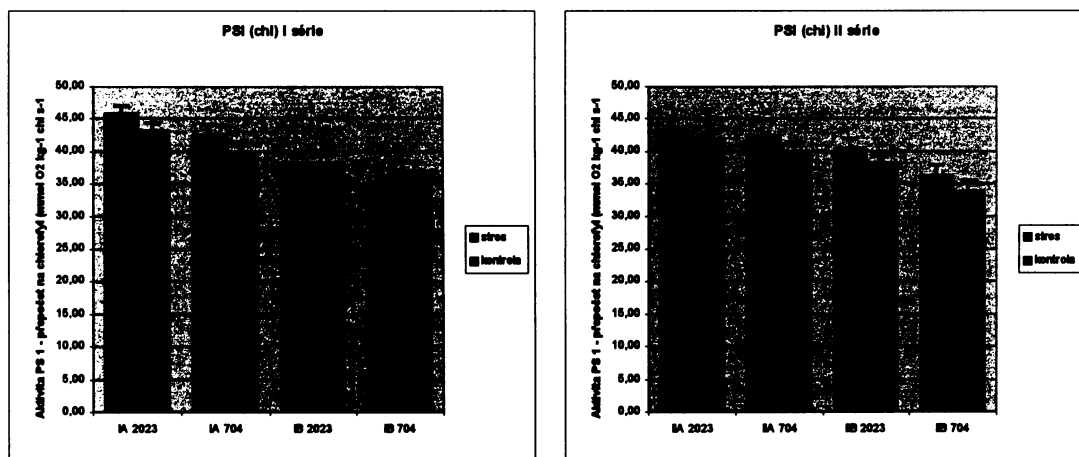 PSI (chl) I série
Aktivita PS 1 - přepočet na chlorofyl (mmol O2 kg-1 chl s-1
50,00
45,00
40,00
35,00
30,00
25,00
20,00
15,00
10,00
5,00
0,00
IA 2023
IA 704
IB 2023
IB 704
stres
kontrola
PSI (chl) II série
Aktivita PS 1 - přepočet na chlorofyl (mmol O2 kg-1 chl s-1
50,00
45,00
40,00
35,00
30,00
25,00
20,00
15,00
10,00
5,00
0,00
IIA 2023
IIA 704
IIB 2023
IIB 704
stres
kontrola